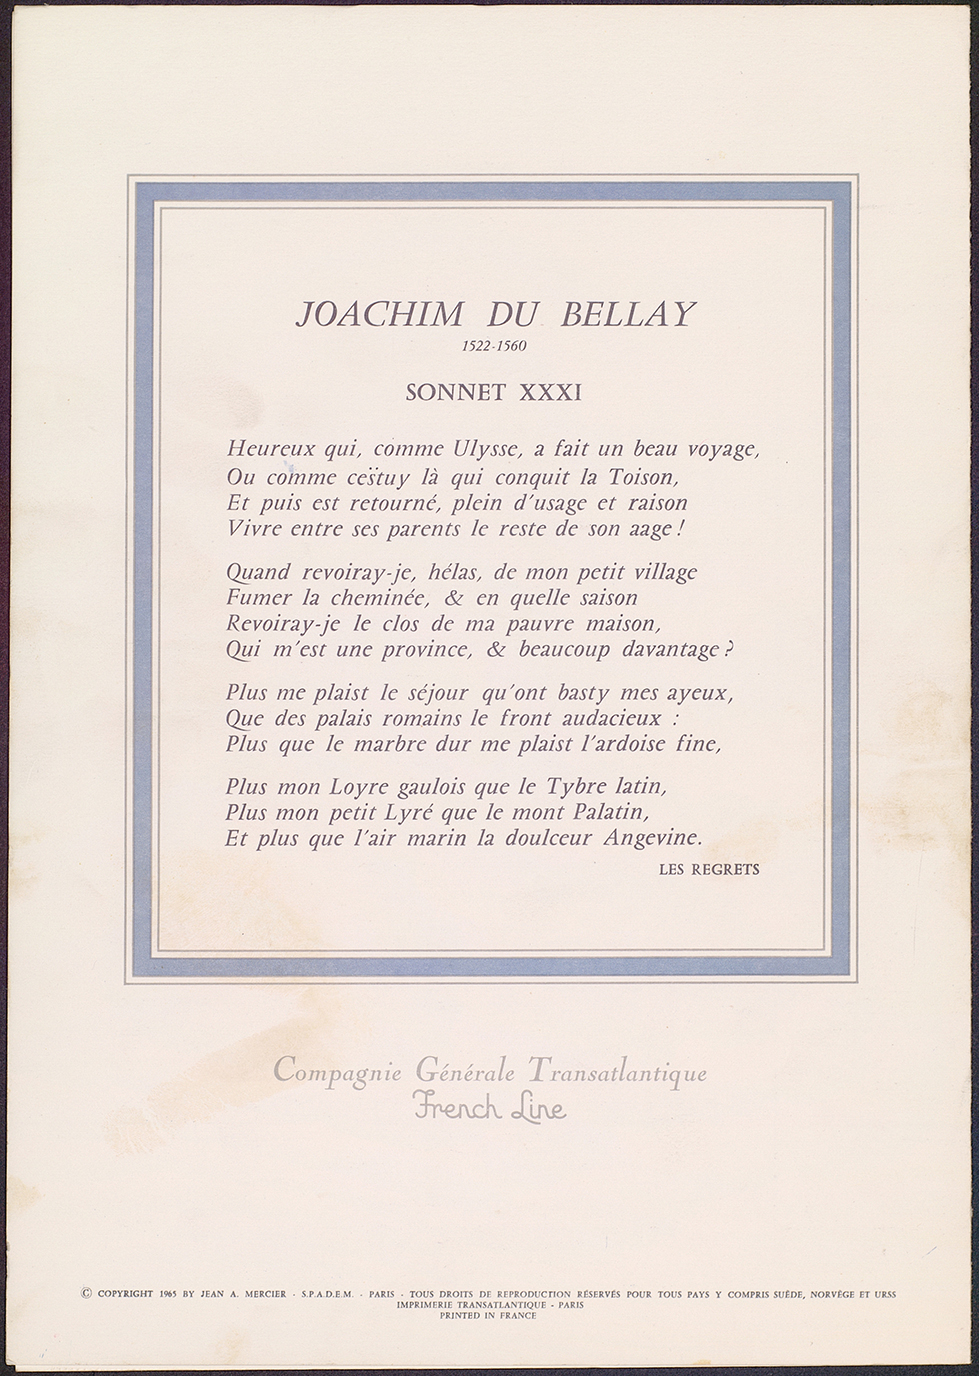 JOACHIM DU BELLAY
1522-1560
SONNET XXXI
Heureux qui, comme Ulysse, a fait un beau voyage,
Ou comme cestuy là qui conquit la Toison,
Et puis est retourné, plein d'usage et raison
Vivre entre ses parents le reste de son aage !
Quand revoiray-je, hélas, de mon petit village
Fumer la cheminée, & en quelle saison
Revoiray-je le clos de ma pauvre maison,
Qui m'est une province, & beaucoup davantage ?
Plus me plaist le séjour qu'ont basty mes ayeux,
Que des palais romains le front audacieux :
Plus que le marbre dur me plaist l'ardoise fine,
Plus mon Loyre gaulois que le Tybre latin,
Plus mon petit Lyré que le mont Palatin,
Et plus que l'air marin la doulceur Angevine.
LES REGRETS
Compagnie Générale Transatlantique
French Line
© COPYRIGHT 1965 BY JEAN A. MERCIER - S.P.A.D.E.M. - PARIS - TOUS DROITS DE REPRODUCTION RÉSERVÉS POUR TOUS PAYS Y COMPRIS SUÈDE, NORVÈGE ET URSS
IMPRIMERIE TRANSATLANTIQUE - PARIS
PRINTED IN FRANCE